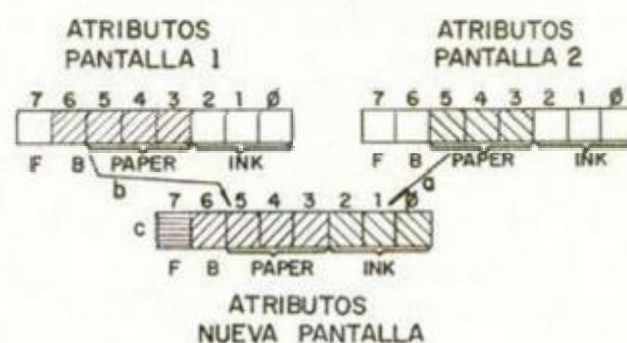 ATRIBUTOS
PANTALLA 1
7 6 5 4 3 2 1 Ø
F B PAPER INK
b
ATRIBUTOS
PANTALLA 2
7 6 5 4 3 2 1 Ø
F B PAPER INK
a
7 6 5 4 3 2 1 Ø
C
F B PAPER INK
ATRIBUTOS
NUEVA PANTALLA